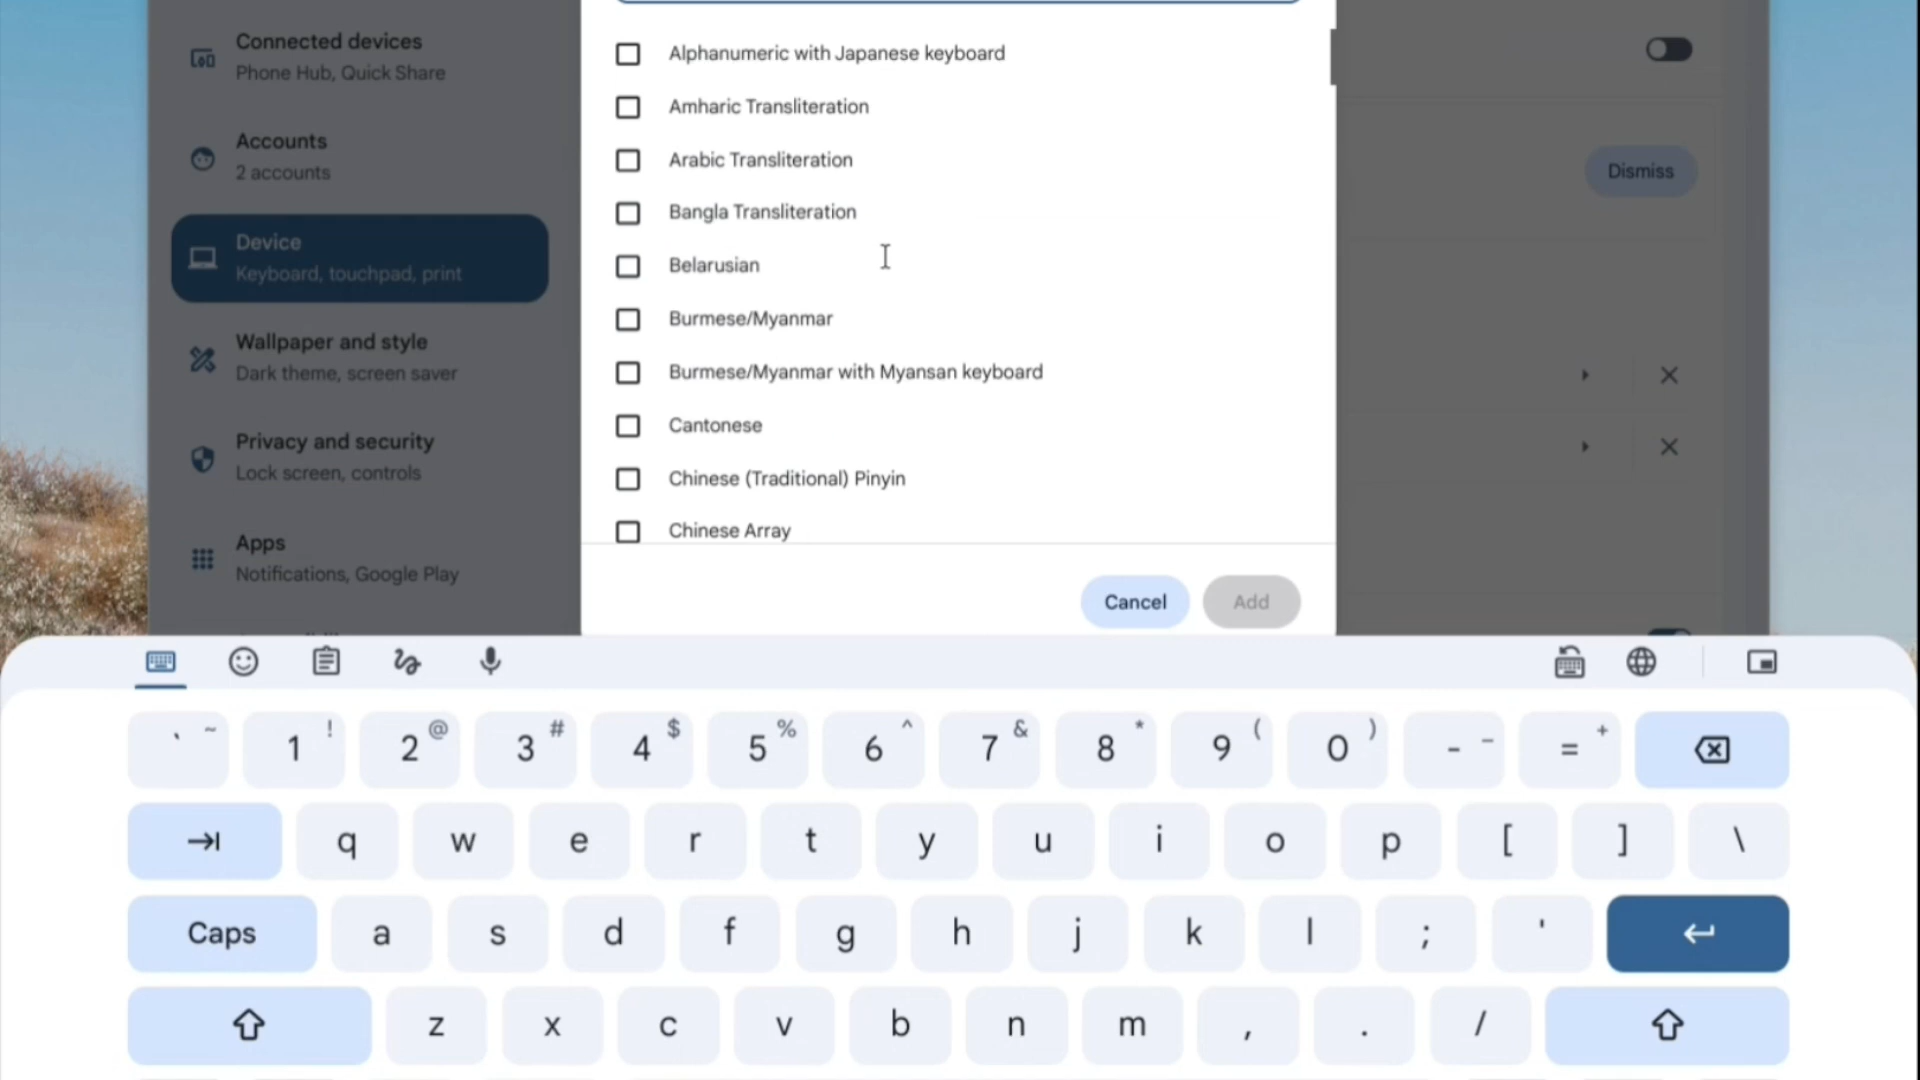 Connected devices
Phone Hub, Quick Share
Accounts
2 accounts
Device
Keyboard, touchpad, print
Wallpaper and style
Dark theme, screen saver
Privacy and security
Lock screen, controls
Apps
Notifications, Google Play
Alphanumeric with Japanese keyboard
Amharic Transliteration
Arabic Transliteration
Bangla Transliteration
Belarusian
Burmese/Myanmar
Burmese/Myanmar with Myansan keyboard
Cantonese
Chinese (Traditional) Pinyin
Chinese Array
Cancel Add
Dismiss
` ~ 1 ! 2 @ 3 # 4 $ 5 % 6 ^ 7 & 8 * 9 ( 0 ) - _ = +
q w e r t y u i o p [ ] \
Caps a s d f g h j k l ; '
z x c v b n m , . /